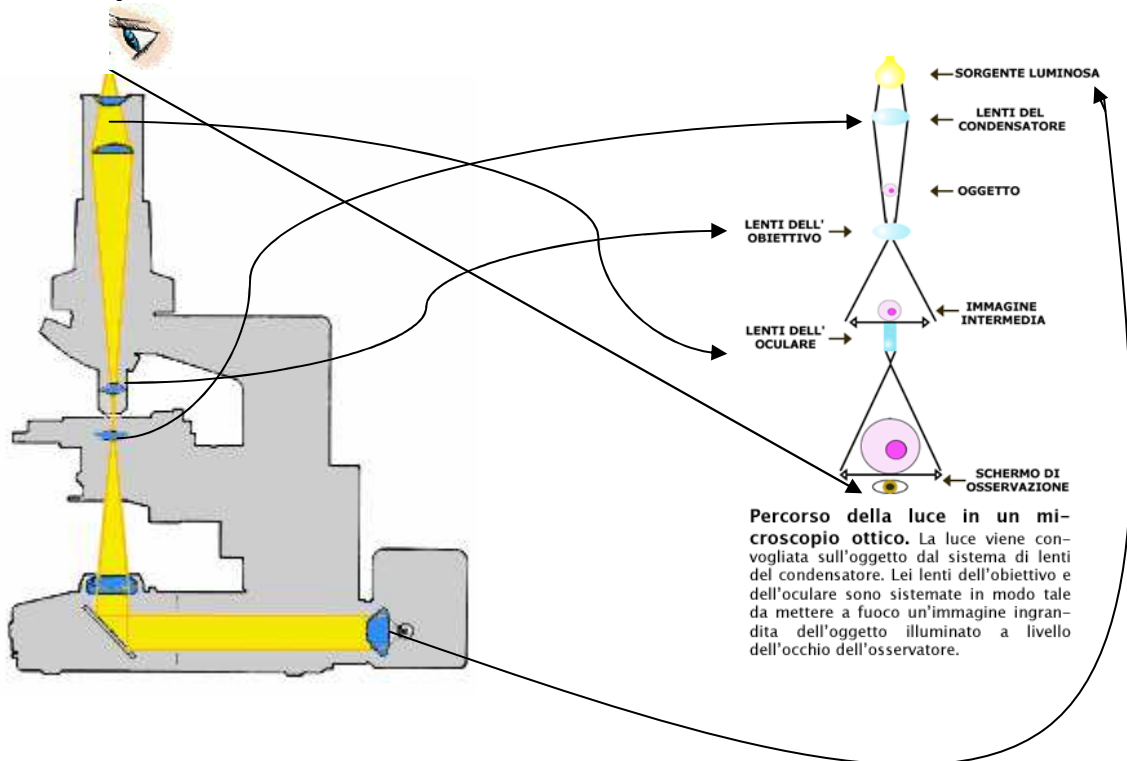 SORGENTE LUMINOSA
LENTI DEL
CONDENSATORE
OGGETTO
LENTI DELL'
OBIETTIVO
IMMAGINE
INTERMEDIA
LENTI DELL'
OCULARE
SCHERMO DI
OSSERVAZIONE
Percorso della luce in un mi-
croscopio ottico. La luce viene con-
vogliata sull'oggetto dal sistema di lenti
del condensatore. Lei lenti dell'obiettivo e
dell'oculare sono sistemate in modo tale
da mettere a fuoco un'immagine ingran-
dita dell'oggetto illuminato a livello
dell'occhio dell'osservatore.